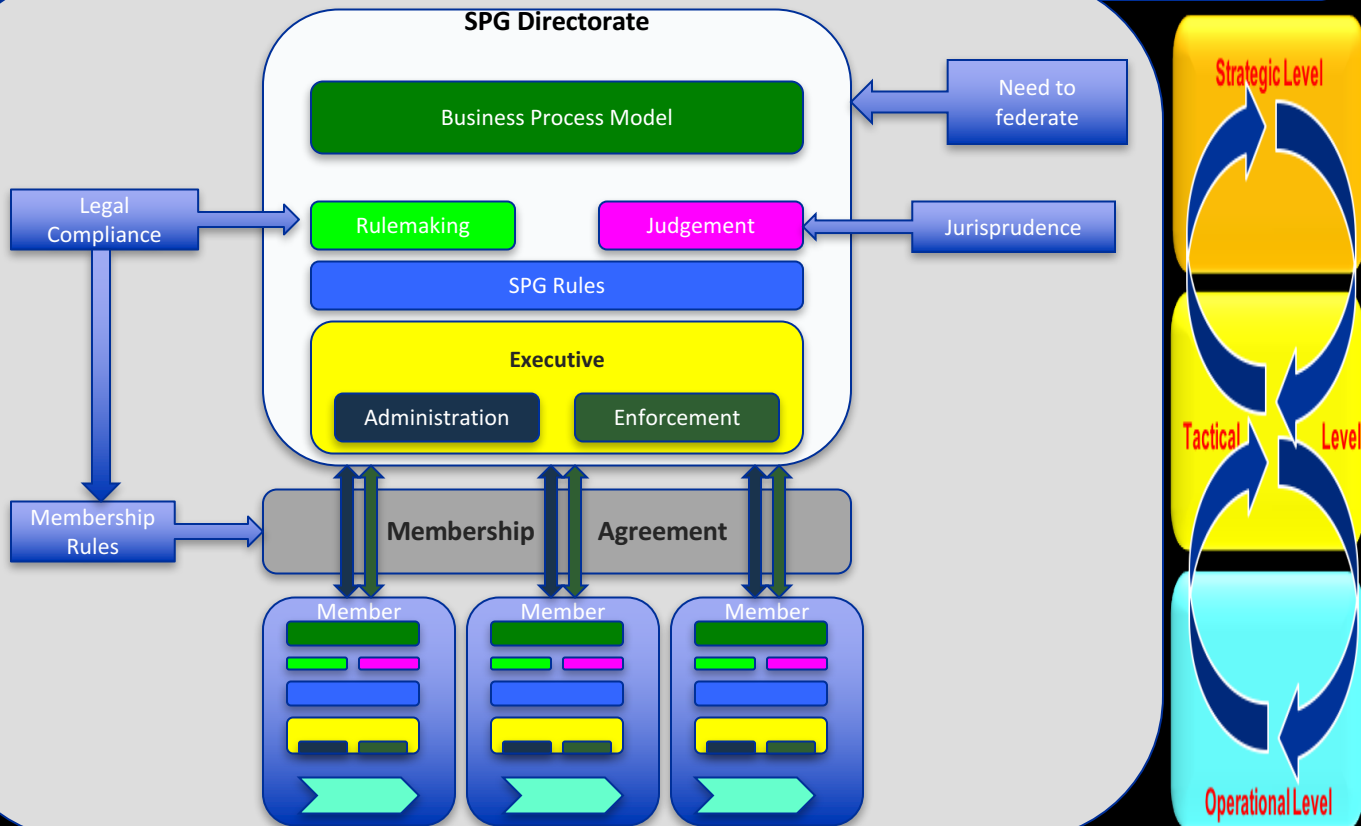 SPG Directorate
Business Process Model
Need to
federate
Legal
Compliance
Rulemaking
Judgement
Jurisprudence
SPG Rules
Executive
Administration
Enforcement
Membership
Rules
Membership Agreement
Member
Member
Member
Strategic Level
Tactical Level
Operational Level